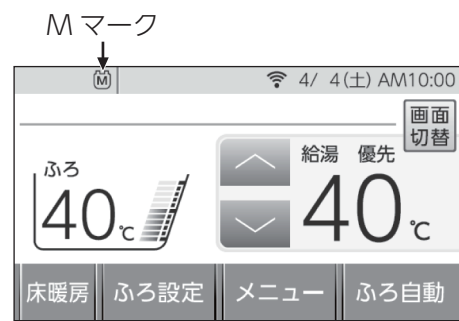 M マーク
M 4/ 4(土) AM10:00
画面
切替
ふろ
40℃
給湯 優先
40℃
床暖房 ふろ設定 メニュー ふろ自動